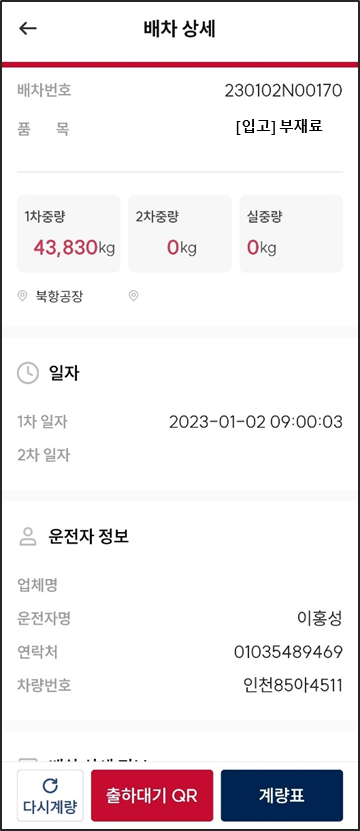 배차 상세
배차번호 230102N00170
품 목 [입고] 부재료
1차중량 2차중량 실중량
43,830kg 0kg 0kg
북항공장
일자
1차 일자 2023-01-02 09:00:03
2차 일자
운전자 정보
업체명
운전자명 이홍성
연락처 01035489469
차량번호 인천85아4511
다시계량 출하대기 QR 계량표